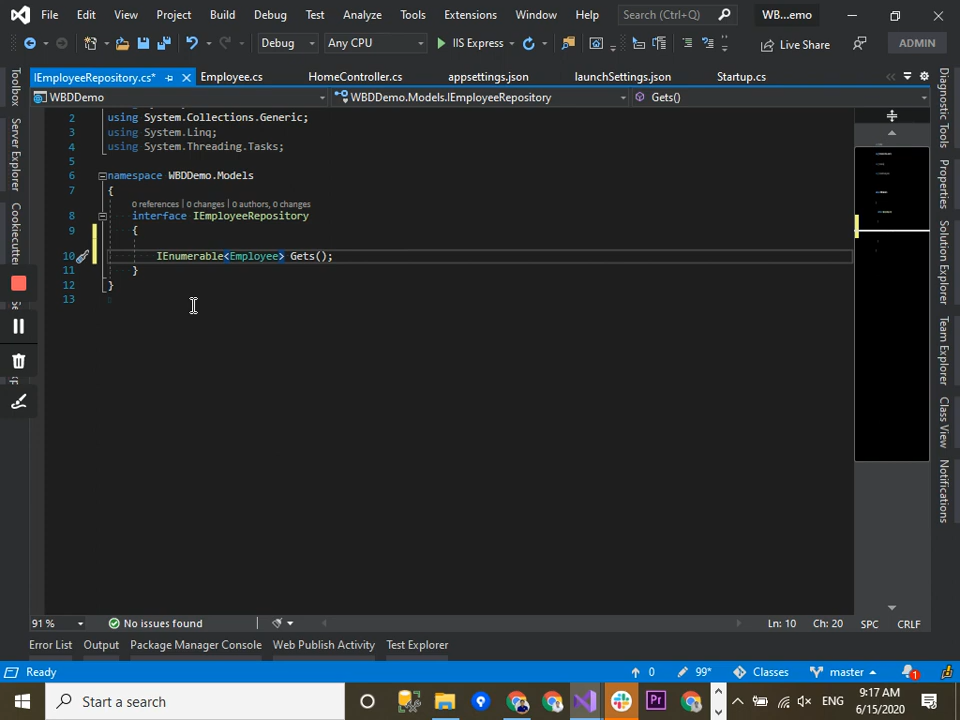 File Edit View Project Build Debug Test Analyze Tools Extensions Window Help Search (Ctrl+Q) WB...emo
Debug Any CPU IIS Express Live Share ADMIN
IEmployeeRepository.cs* Employee.cs HomeController.cs appsettings.json launchSettings.json Startup.cs
WBDDemo WBDDemo.Models.IEmployeeRepository Gets()
2 using System.Collections.Generic;
3 using System.Linq;
4 using System.Threading.Tasks;
5
6 namespace WBDDemo.Models
7 {
0 references | 0 changes | 0 authors, 0 changes
8 interface IEmployeeRepository
9 {
10 IEnumerable<Employee> Gets();
11 }
12 }
13
Toolbox
Server Explorer
Cookiecutter
Diagnostic Tools
Properties
Solution Explorer
Team Explorer
Class View
Notifications
91 % No issues found Ln: 10 Ch: 20 SPC CRLF
Error List Output Package Manager Console Web Publish Activity Test Explorer
Ready 0 99* Classes master 1
Start a search ENG 9:17 AM
6/15/2020